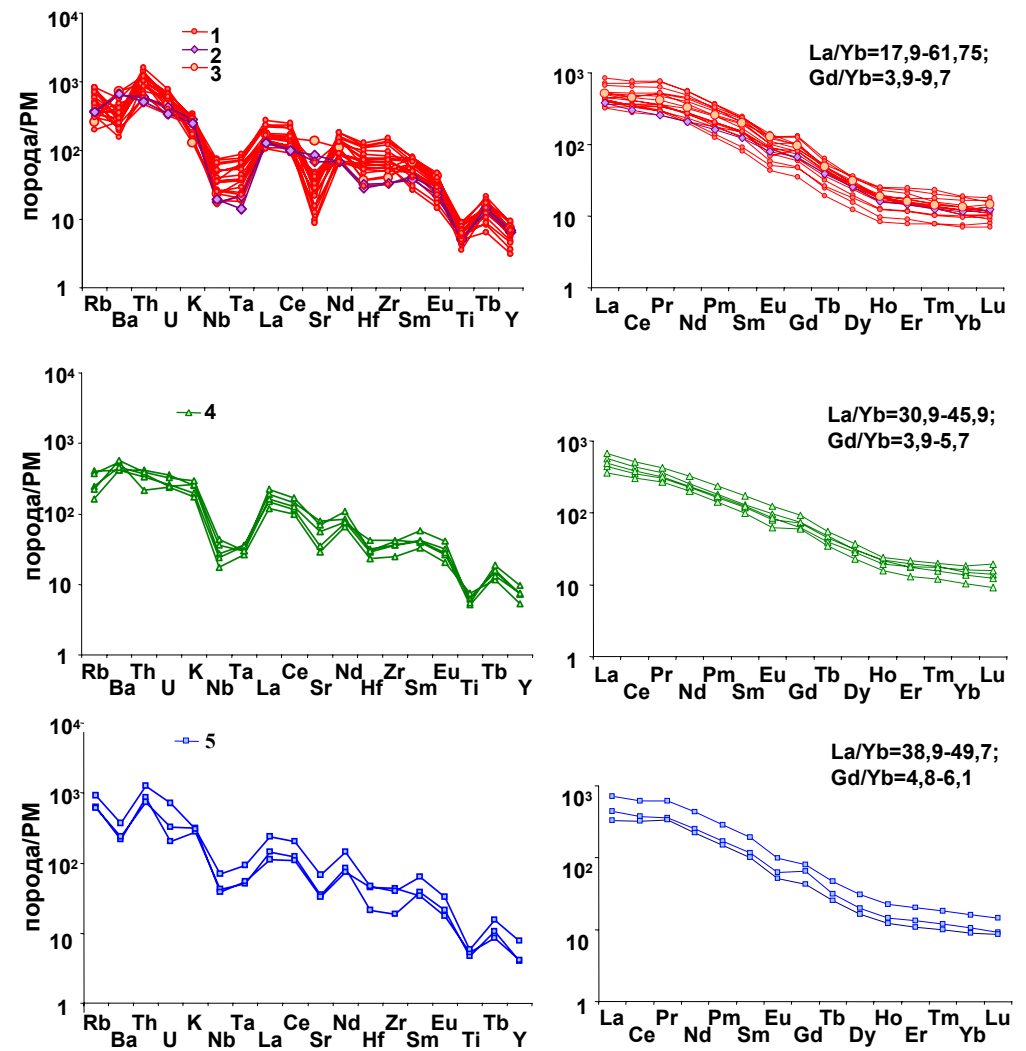 10⁴
10³
10²
10
1
порода/РМ
1
2
3
Rb Ba Th U K Nb Ta La Ce Sr Nd Hf Zr Sm Eu Ti Tb Y
La/Yb=17,9-61,75;
Gd/Yb=3,9-9,7
10³
10²
10
1
La Ce Pr Nd Pm Sm Eu Gd Tb Dy Ho Er Tm Yb Lu
10⁴
10³
10²
10
1
порода/РМ
4
Rb Ba Th U K Nb Ta La Ce Sr Nd Hf Zr Sm Eu Ti Tb Y
La/Yb=30,9-45,9;
Gd/Yb=3,9-5,7
10³
10²
10
1
La Ce Pr Nd Pm Sm Eu Gd Tb Dy Ho Er Tm Yb Lu
10⁴
10³
10²
10
1
порода/РМ
5
Rb Ba Th U K Nb Ta La Ce Sr Nd Hf Zr Sm Eu Ti Tb Y
La/Yb=38,9-49,7;
Gd/Yb=4,8-6,1
10³
10²
10
1
La Ce Pr Nd Pm Sm Eu Gd Tb Dy Ho Er Tm Yb Lu